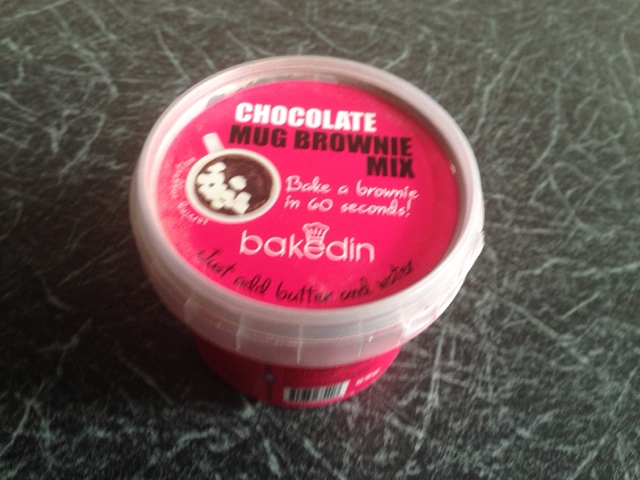 CHOCOLATE
MUG BROWNIE
MIX
Bake a brownie
in 60 seconds!
bakedin
Just add butter and water